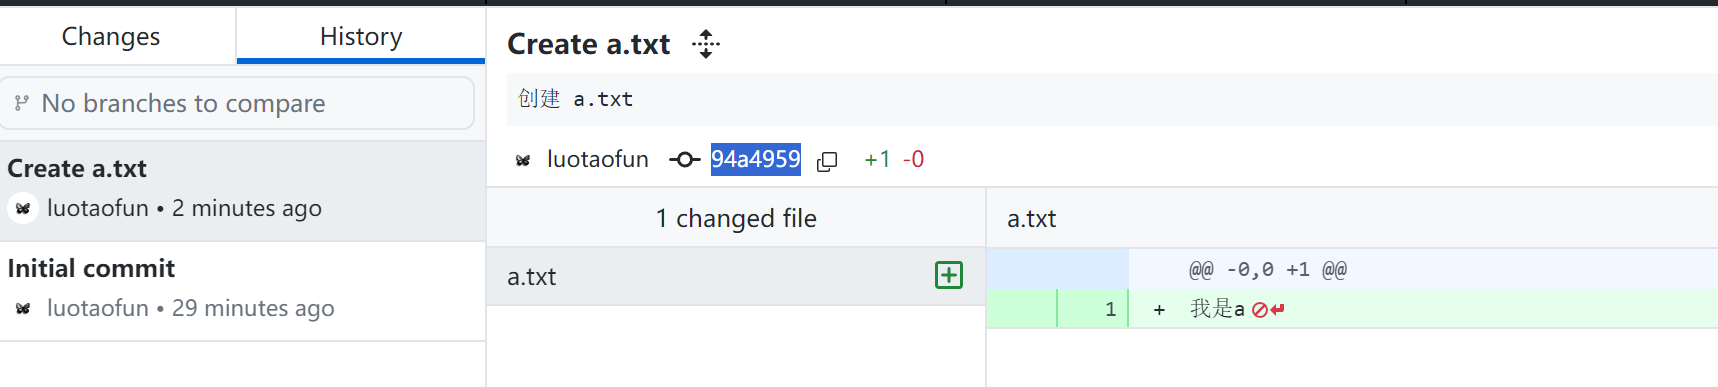 Changes
History
No branches to compare
Create a.txt
luotaofun • 2 minutes ago
Initial commit
luotaofun • 29 minutes ago
Create a.txt
创建 a.txt
luotaofun 94a4959 +1 -0
1 changed file
a.txt
a.txt
@@ -0,0 +1 @@
1 + 我是a